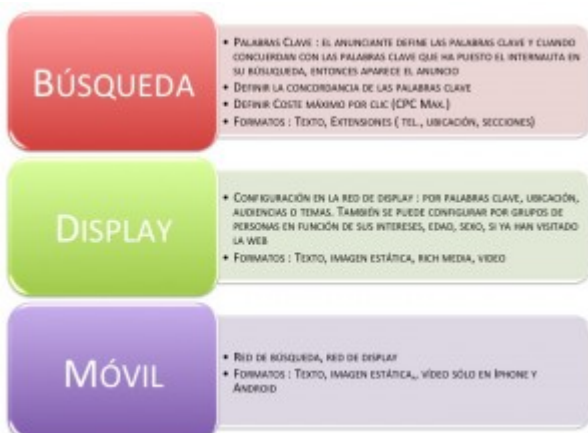 BÚSQUEDA
• PALABRAS CLAVE : EL ANUNCIANTE DEFINE LAS PALABRAS CLAVE Y CUANDO
CONCUERDAN CON LAS PALABRAS CLAVE QUE HA PUESTO EL INTERNAUTA EN
SU BÚSUQUEDA, ENTONCES APARECE EL ANUNCIO
• DEFINIR LA CONCORDANCIA DE LAS PALABRAS CLAVE
• DEFINIR COSTE MÁXIMO POR CLIC (CPC MAX.)
• FORMATOS : TEXTO, EXTENSIONES ( TEL., UBICACIÓN, SECCIONES)
DISPLAY
• CONFIGURACIÓN EN LA RED DE DISPLAY : POR PALABRAS CLAVE, UBICACIÓN,
AUDIENCIAS O TEMAS. TAMBIÉN SE PUEDE CONFIGURAR POR GRUPOS DE
PERSONAS EN FUNCIÓN DE SUS INTERESES, EDAD, SEXO, SI YA HAN VISITADO
LA WEB
• FORMATOS : TEXTO, IMAGEN ESTÁTICA, RICH MEDIA, VIDEO
MÓVIL
• RED DE BÚSQUEDA, RED DE DISPLAY
• FORMATOS : TEXTO, IMAGEN ESTÁTICA,, VÍDEO SÓLO EN IPHONE Y
ANDROID